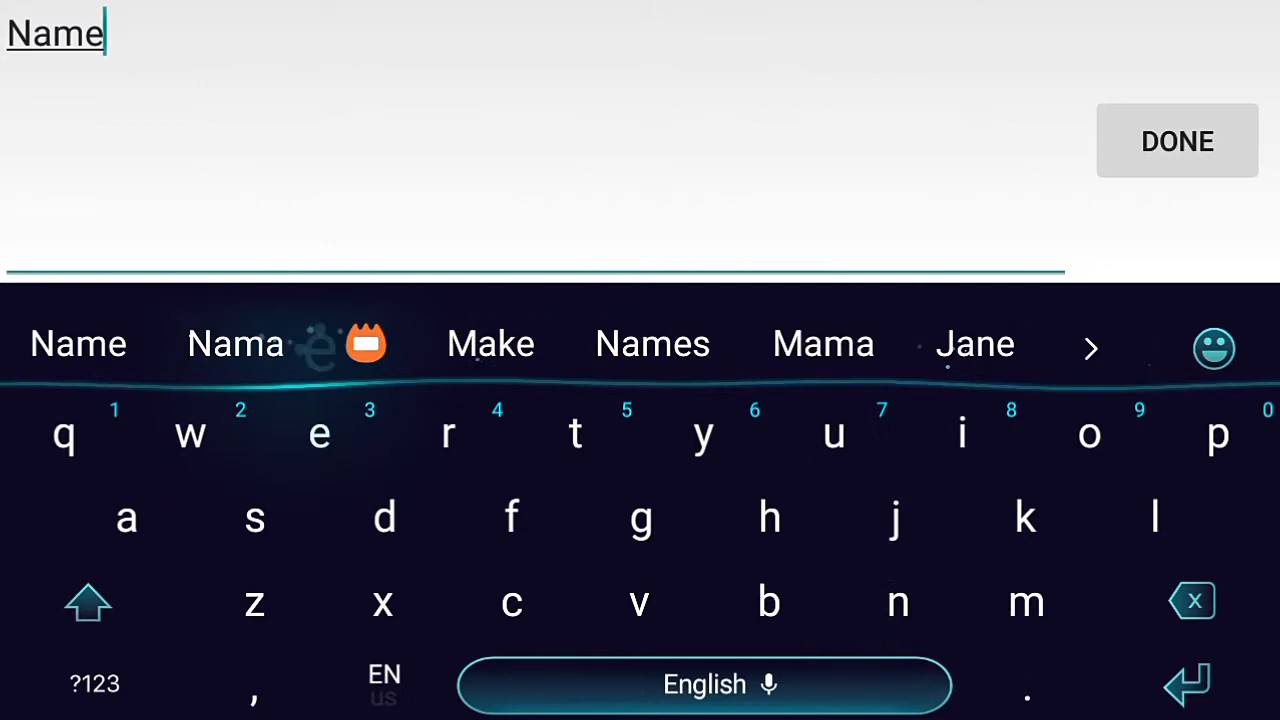 Name
DONE
Name Nama Make Names Mama Jane
1 2 3 4 5 6 7 8 9 0
q w e r t y u i o p
a s d f g h j k l
z x c v b n m x
?123 , EN English .
us